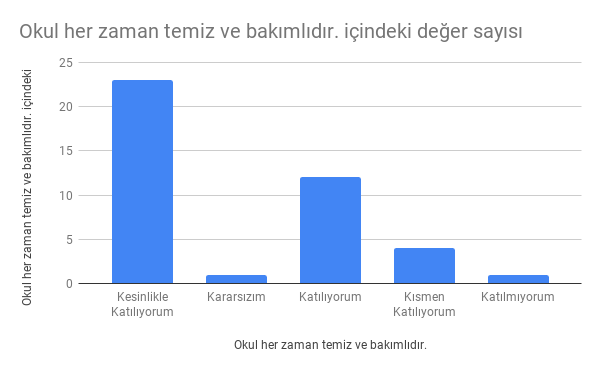 Okul her zaman temiz ve bakımlıdır. içindeki değer sayısı
Okul her zaman temiz ve bakımlıdır. içindeki
25
20
15
10
5
0
Kesinlikle
Katılıyorum
Kararsızım
Katılıyorum
Kısmen
Katılıyorum
Katılmıyorum
Okul her zaman temiz ve bakımlıdır.